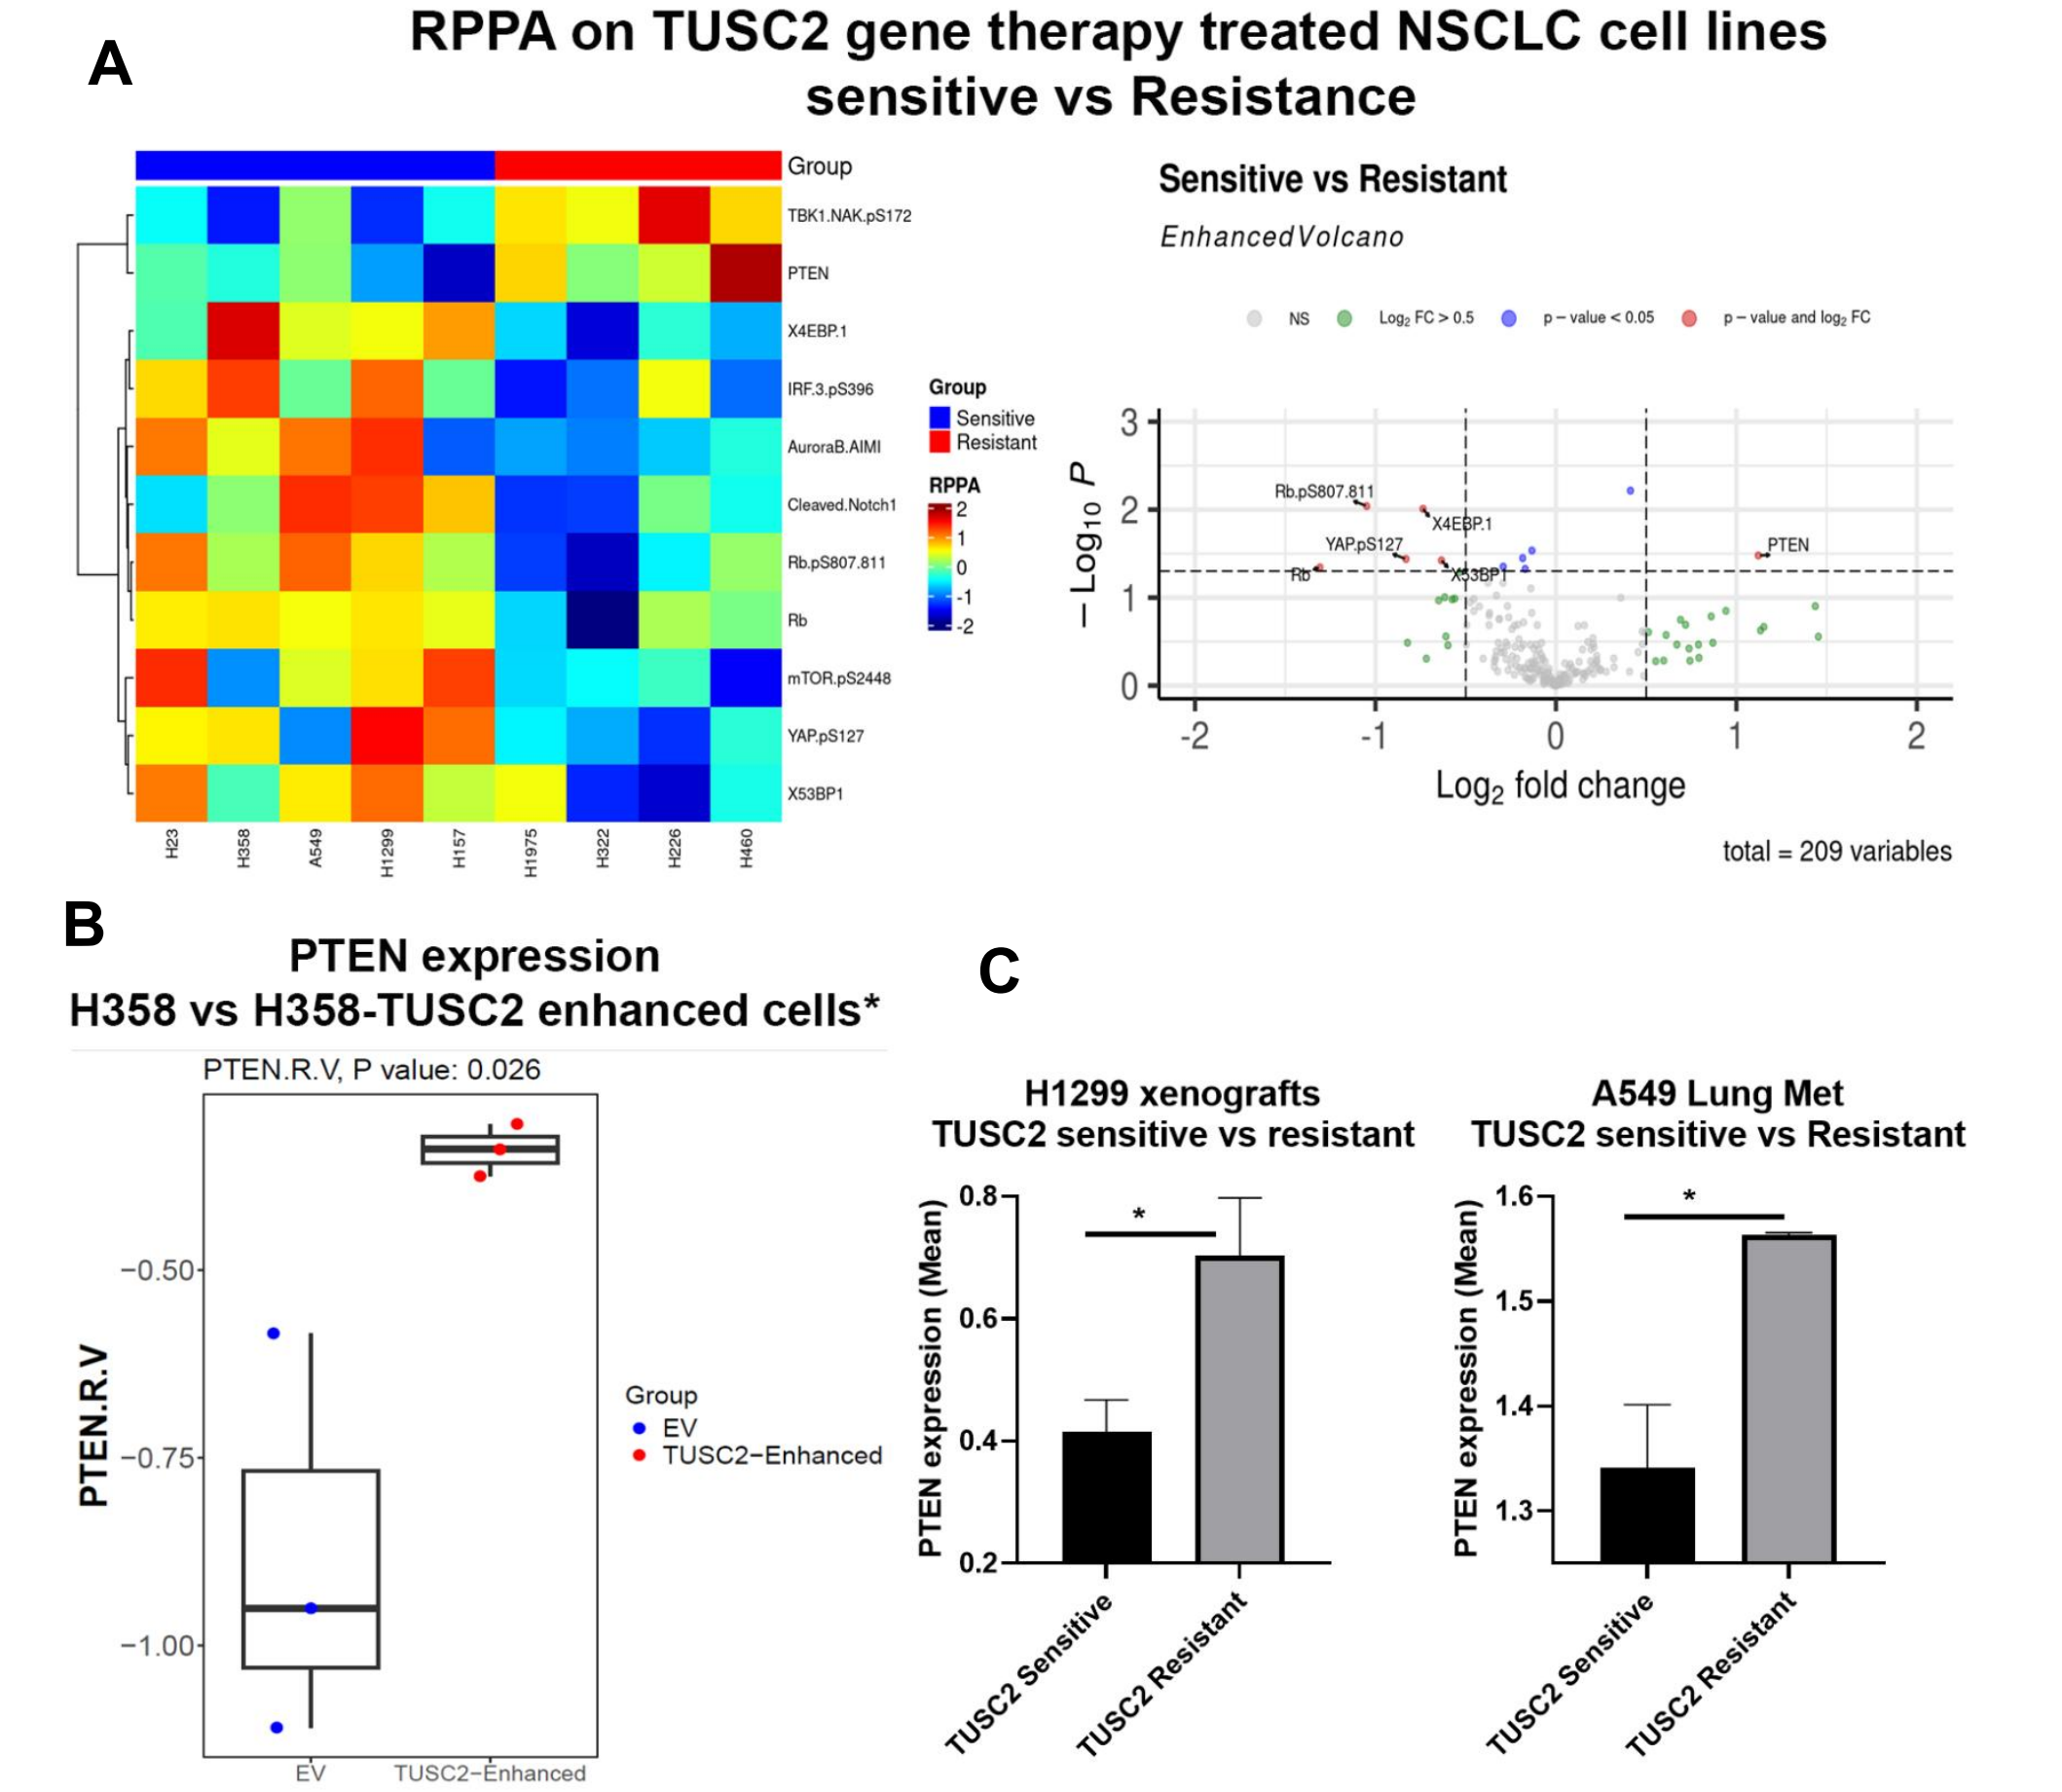 RPPA on TUSC2 gene therapy treated NSCLC cell lines
sensitive vs Resistance
A
Group
TBK1.NAK.pS172
PTEN
X4EBP.1
IRF.3.pS396
AuroraB.AIMI
Cleaved.Notch1
Rb.pS807.811
Rb
mTOR.pS2448
YAP.pS127
X53BP1
H23
H358
A549
H1299
H157
H1975
H322
H226
H460
Group
Sensitive
Resistant
RPPA
2
1
0
-1
-2
Sensitive vs Resistant
EnhancedVolcano
NS
Log2 FC > 0.5
p – value < 0.05
p – value and log2 FC
– Log10 P
3
2
1
0
Rb.pS807.811
X4EBP.1
YAP.pS127
X53BP1
Rb
PTEN
-2
-1
0
1
2
Log2 fold change
total = 209 variables
B
PTEN expression
H358 vs H358-TUSC2 enhanced cells*
PTEN.R.V, P value: 0.026
PTEN.R.V
−0.50
−0.75
−1.00
EV
TUSC2−Enhanced
Group
EV
TUSC2−Enhanced
C
H1299 xenografts
TUSC2 sensitive vs resistant
PTEN expression (Mean)
0.8
0.6
0.4
0.2
*
TUSC2 Sensitive
TUSC2 Resistant
A549 Lung Met
TUSC2 sensitive vs Resistant
PTEN expression (Mean)
1.6
1.5
1.4
1.3
*
TUSC2 Sensitive
TUSC2 Resistant